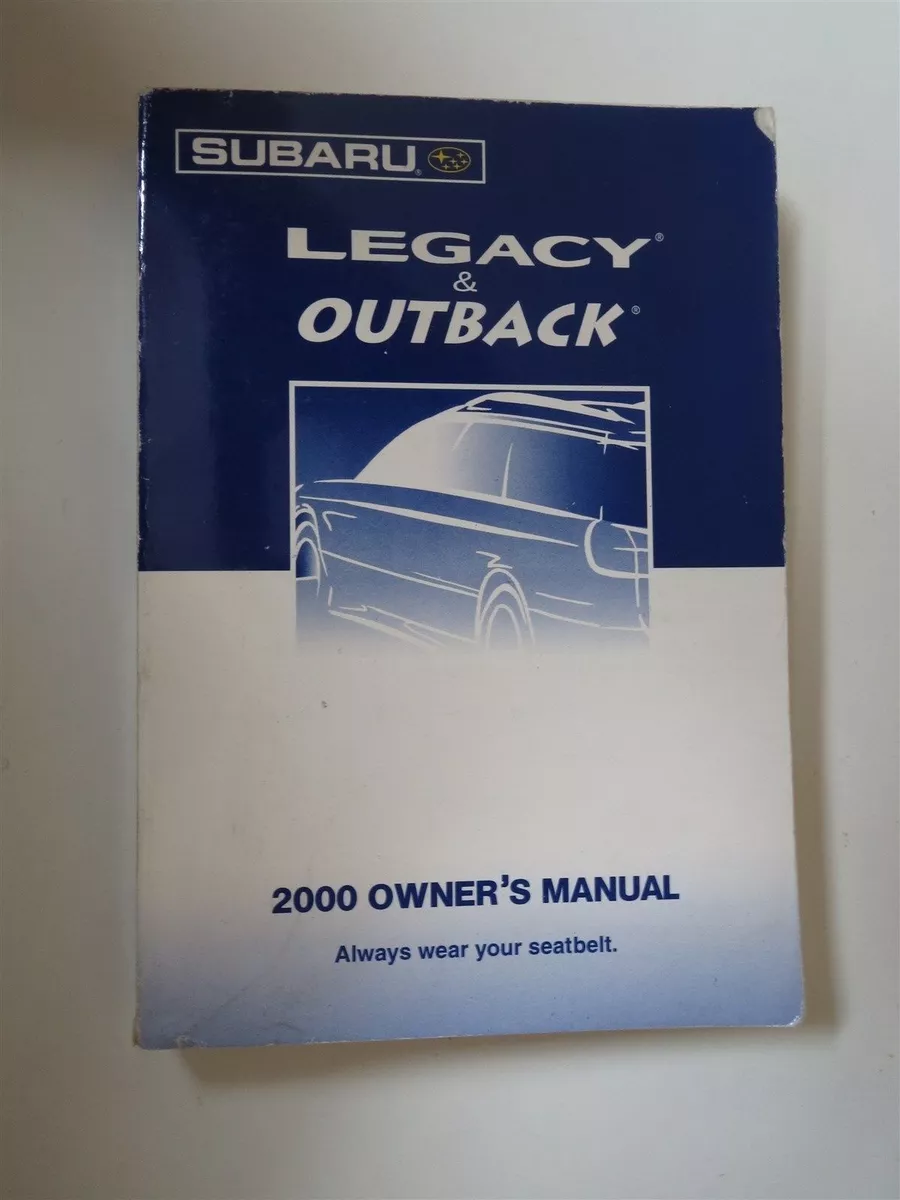 SUBARU®
LEGACY®
&
OUTBACK®
2000 OWNER'S MANUAL
Always wear your seatbelt.